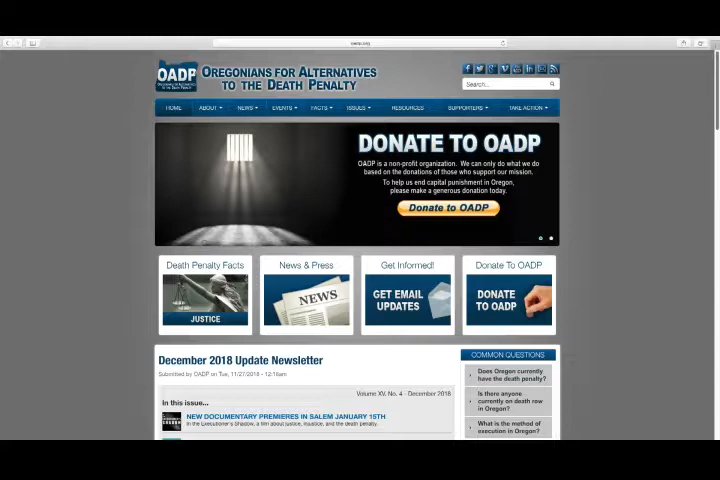 oadp.org
OADP
OREGONIANS FOR ALTERNATIVES
TO THE DEATH PENALTY
Search...
HOME ABOUT NEWS EVENTS FACTS ISSUES RESOURCES SUPPORTERS TAKE ACTION
DONATE TO OADP
OADP is a non-profit organization. We can only do what we do
based on the donations of those who support our mission.
To help us end capital punishment in Oregon,
please make a generous donation today.
Donate to OADP
Death Penalty Facts
JUSTICE
News & Press
NEWS
Get Informed!
GET EMAIL
UPDATES
Donate To OADP
DONATE
TO OADP
December 2018 Update Newsletter
Submitted by OADP on Tue, 11/27/2018 - 12:16am
Volume XV, No. 4 - December 2018
In this issue...
NEW DOCUMENTARY PREMIERES IN SALEM JANUARY 15TH
In the Executioner's Shadow, a film about justice, injustice, and the death penalty.
COMMON QUESTIONS
Does Oregon currently
have the death penalty?
Is there anyone
currently on death row
in Oregon?
What is the method of
execution in Oregon?